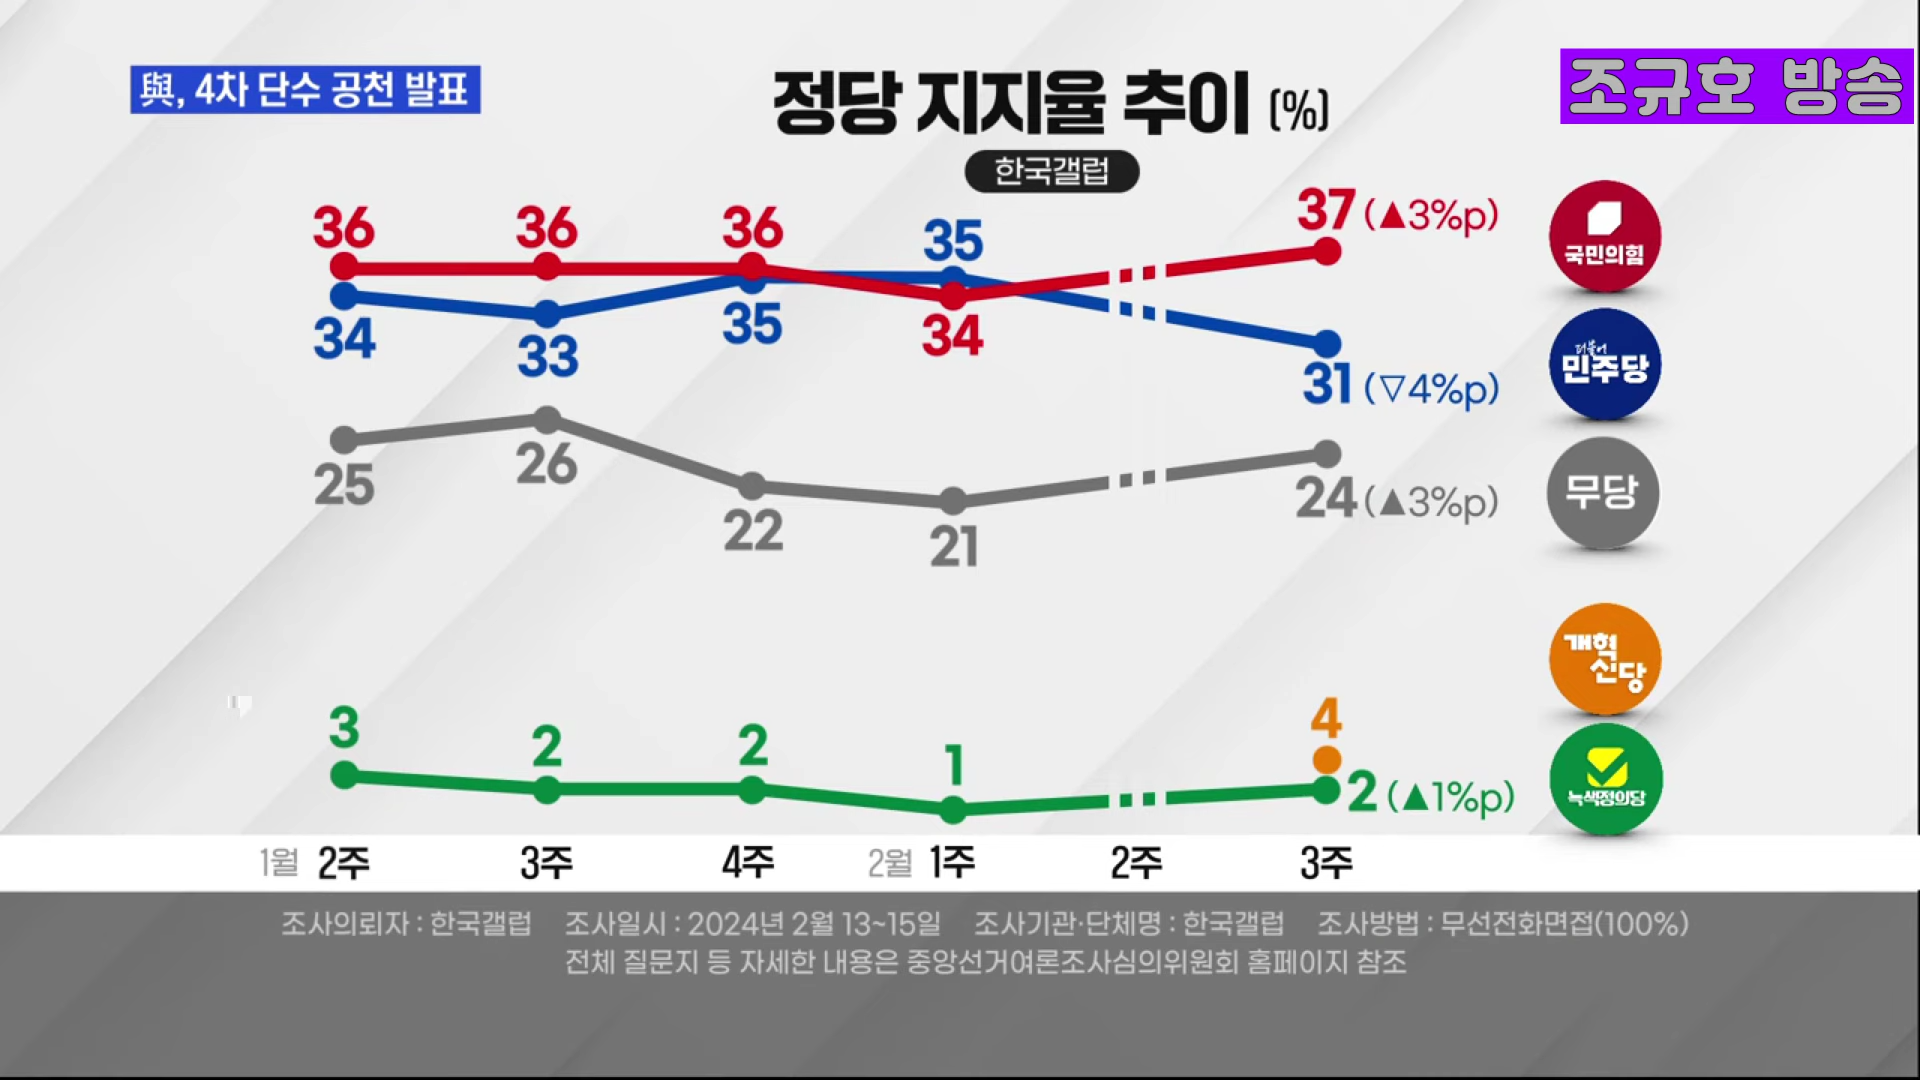 與, 4차 단수 공천 발표
정당 지지율 추이 (%)
조규호 방송
한국갤럽
36 36 36 35 37 (▲3%p)
국민의힘
34 33 35 34 31 (▽4%p)
더불어
민주당
25 26 22 21 24 (▲3%p)
무당
개혁
신당
4
3 2 2 1 2 (▲1%p)
녹색정의당
1월 2주 3주 4주 2월 1주 2주 3주
조사의뢰자 : 한국갤럽 조사일시 : 2024년 2월 13~15일 조사기관·단체명 : 한국갤럽 조사방법 : 무선전화면접(100%)
전체 질문지 등 자세한 내용은 중앙선거여론조사심의위원회 홈페이지 참조